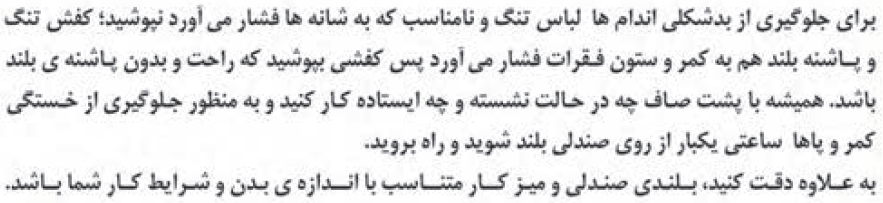 برای جلوگیری از بدشکلی اندام ها لباس تنگ و نامناسب که به شانه ها فشار می آورد نپوشید؛ کفش تنگ
و پاشنه بلند هم به کمر و ستون فقرات فشار می آورد پس کفشی بپوشید که راحت و بدون پاشنه ی بلند
باشد. همیشه با پشت صاف چه در حالت نشسته و چه ایستاده کار کنید و به منظور جلوگیری از خستگی
کمر و پاها ساعتی یکبار از روی صندلی بلند شوید و راه بروید.
به علاوه دقت کنید، بلندی صندلی و میز کار متناسب با اندازه ی بدن و شرایط کار شما باشد.